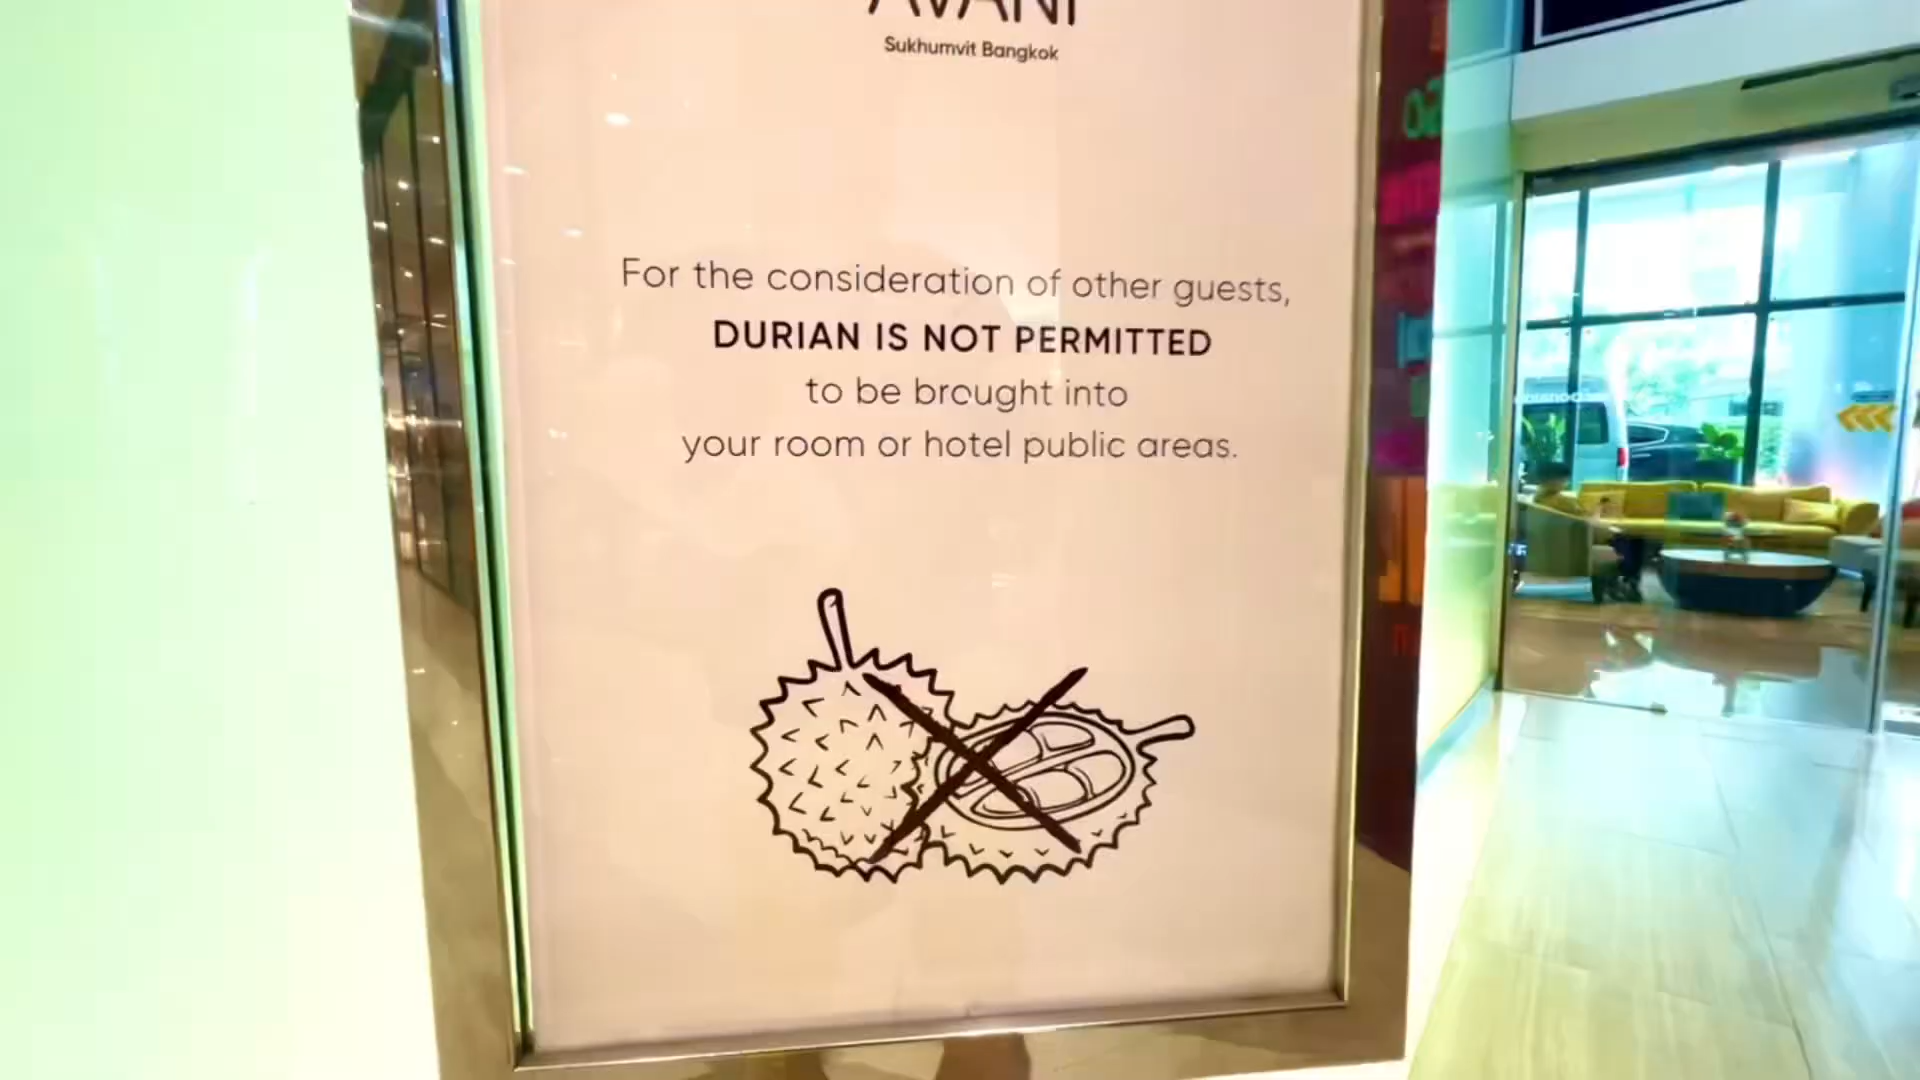 AVANI
Sukhumvit Bangkok
For the consideration of other guests,
DURIAN IS NOT PERMITTED
to be brought into
your room or hotel public areas.